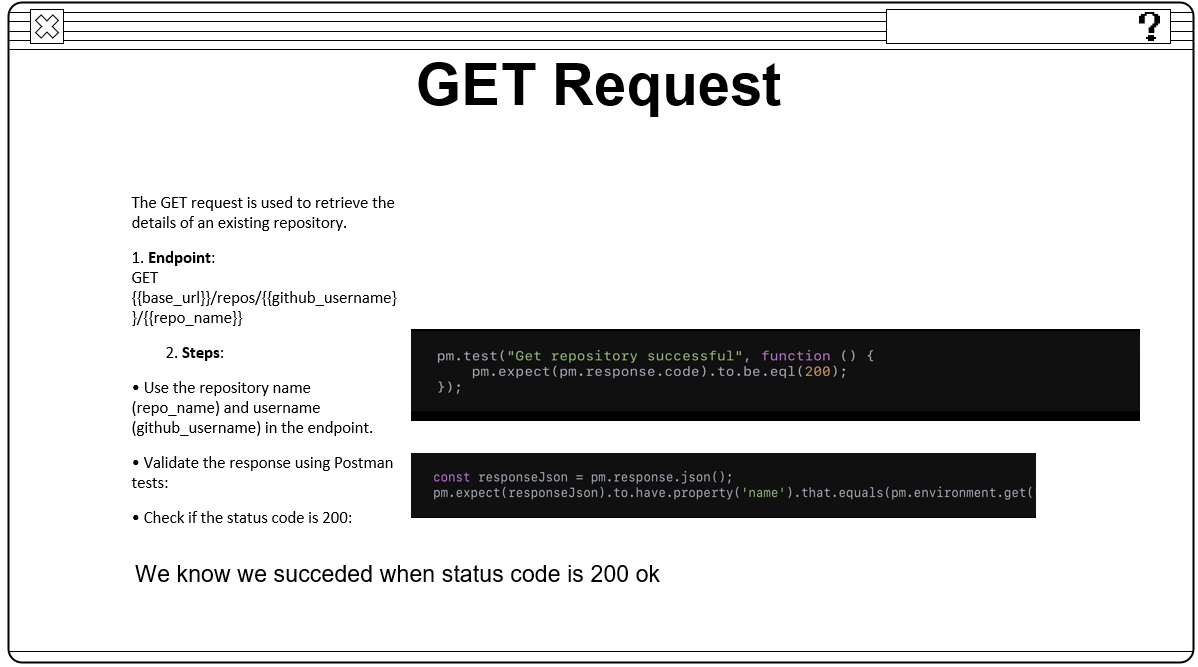 ?
GET Request
The GET request is used to retrieve the
details of an existing repository.
1. Endpoint:
GET
{{base_url}}/repos/{{github_username}
}/{{repo_name}}
2. Steps:
• Use the repository name
(repo_name) and username
(github_username) in the endpoint.
• Validate the response using Postman
tests:
• Check if the status code is 200:
pm.test("Get repository successful", function () {
    pm.expect(pm.response.code).to.be.eql(200);
});
const responseJson = pm.response.json();
pm.expect(responseJson).to.have.property('name').that.equals(pm.environment.get(
We know we succeded when status code is 200 ok